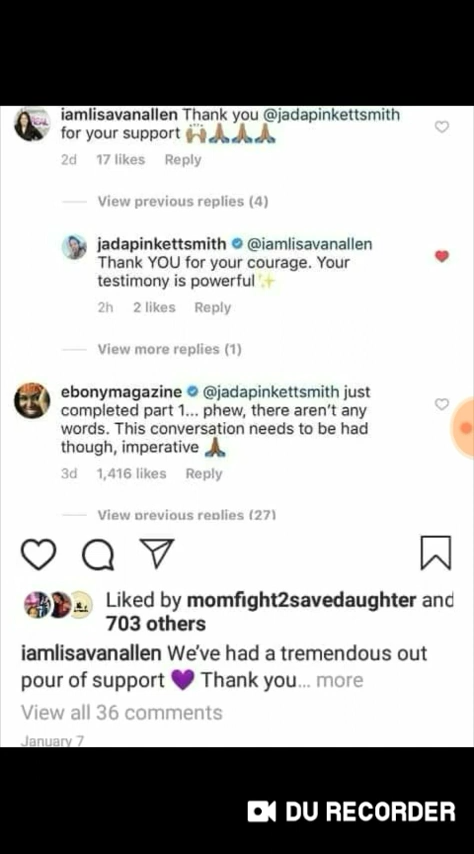 iamlisavanallen Thank you @jadapinkettsmith
for your support 🙌🏽🙏🏽🙏🏽🙏🏽
2d 17 likes Reply
View previous replies (4)
jadapinkettsmith @iamlisavanallen
Thank YOU for your courage. Your
testimony is powerful✨
2h 2 likes Reply
View more replies (1)
ebonymagazine @jadapinkettsmith just
completed part 1... phew, there aren't any
words. This conversation needs to be had
though, imperative 🙏🏽
3d 1,416 likes Reply
View previous replies (27)
Liked by momfight2savedaughter and
703 others
iamlisavanallen We've had a tremendous out
pour of support 💜 Thank you... more
View all 36 comments
January 7
DU RECORDER